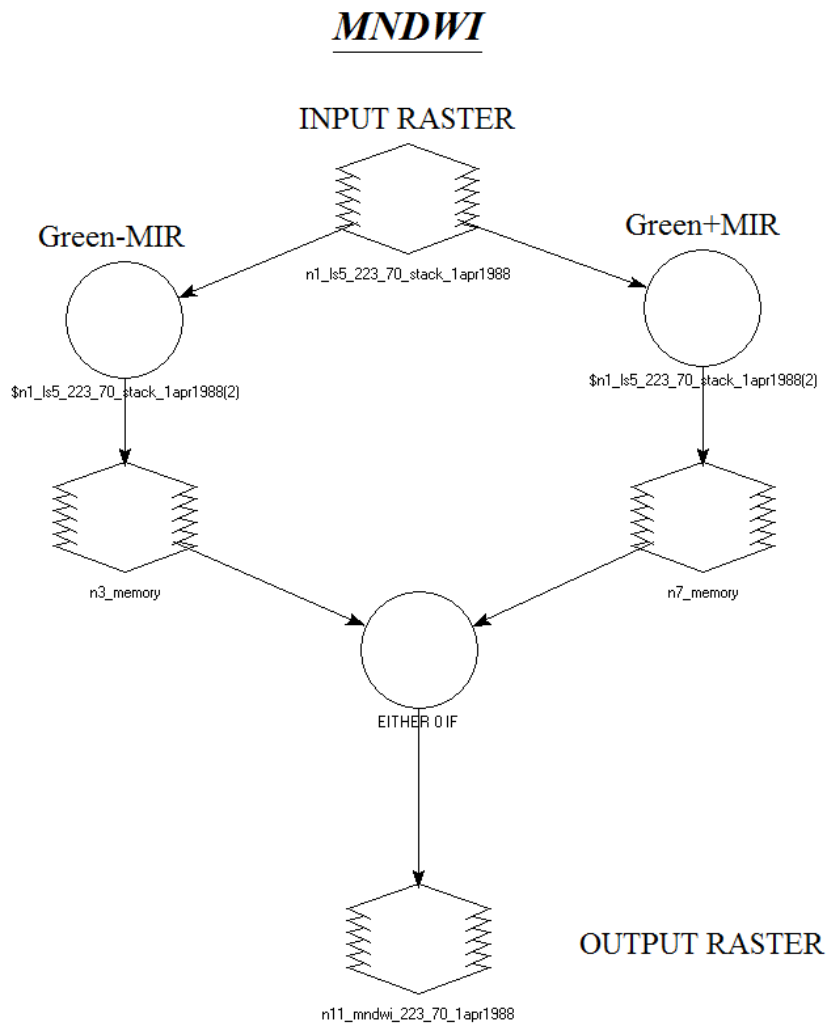 MNDWI
INPUT RASTER
Green-MIR
Green+MIR
n1_ls5_223_70_stack_1apr1988
$n1_ls5_223_70_stack_1apr1988(2)
$n1_ls5_223_70_stack_1apr1988(2)
n3_memory
n7_memory
EITHER 0 IF
OUTPUT RASTER
n11_mndwi_223_70_1apr1988